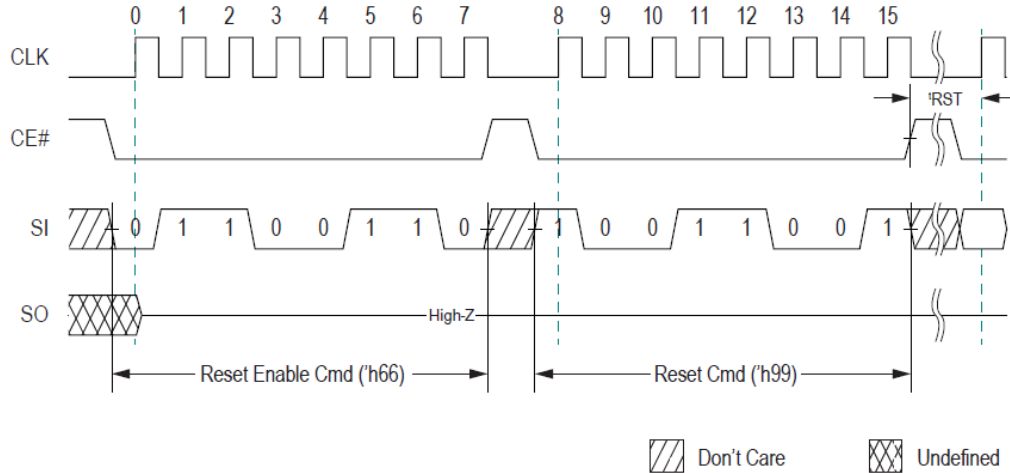 0 1 2 3 4 5 6 7 8 9 10 11 12 13 14 15
CLK
tRST
CE#
SI 0 1 1 0 0 1 1 0 1 0 0 1 1 0 0 1
SO High-Z
Reset Enable Cmd ('h66) Reset Cmd ('h99)
Don't Care Undefined